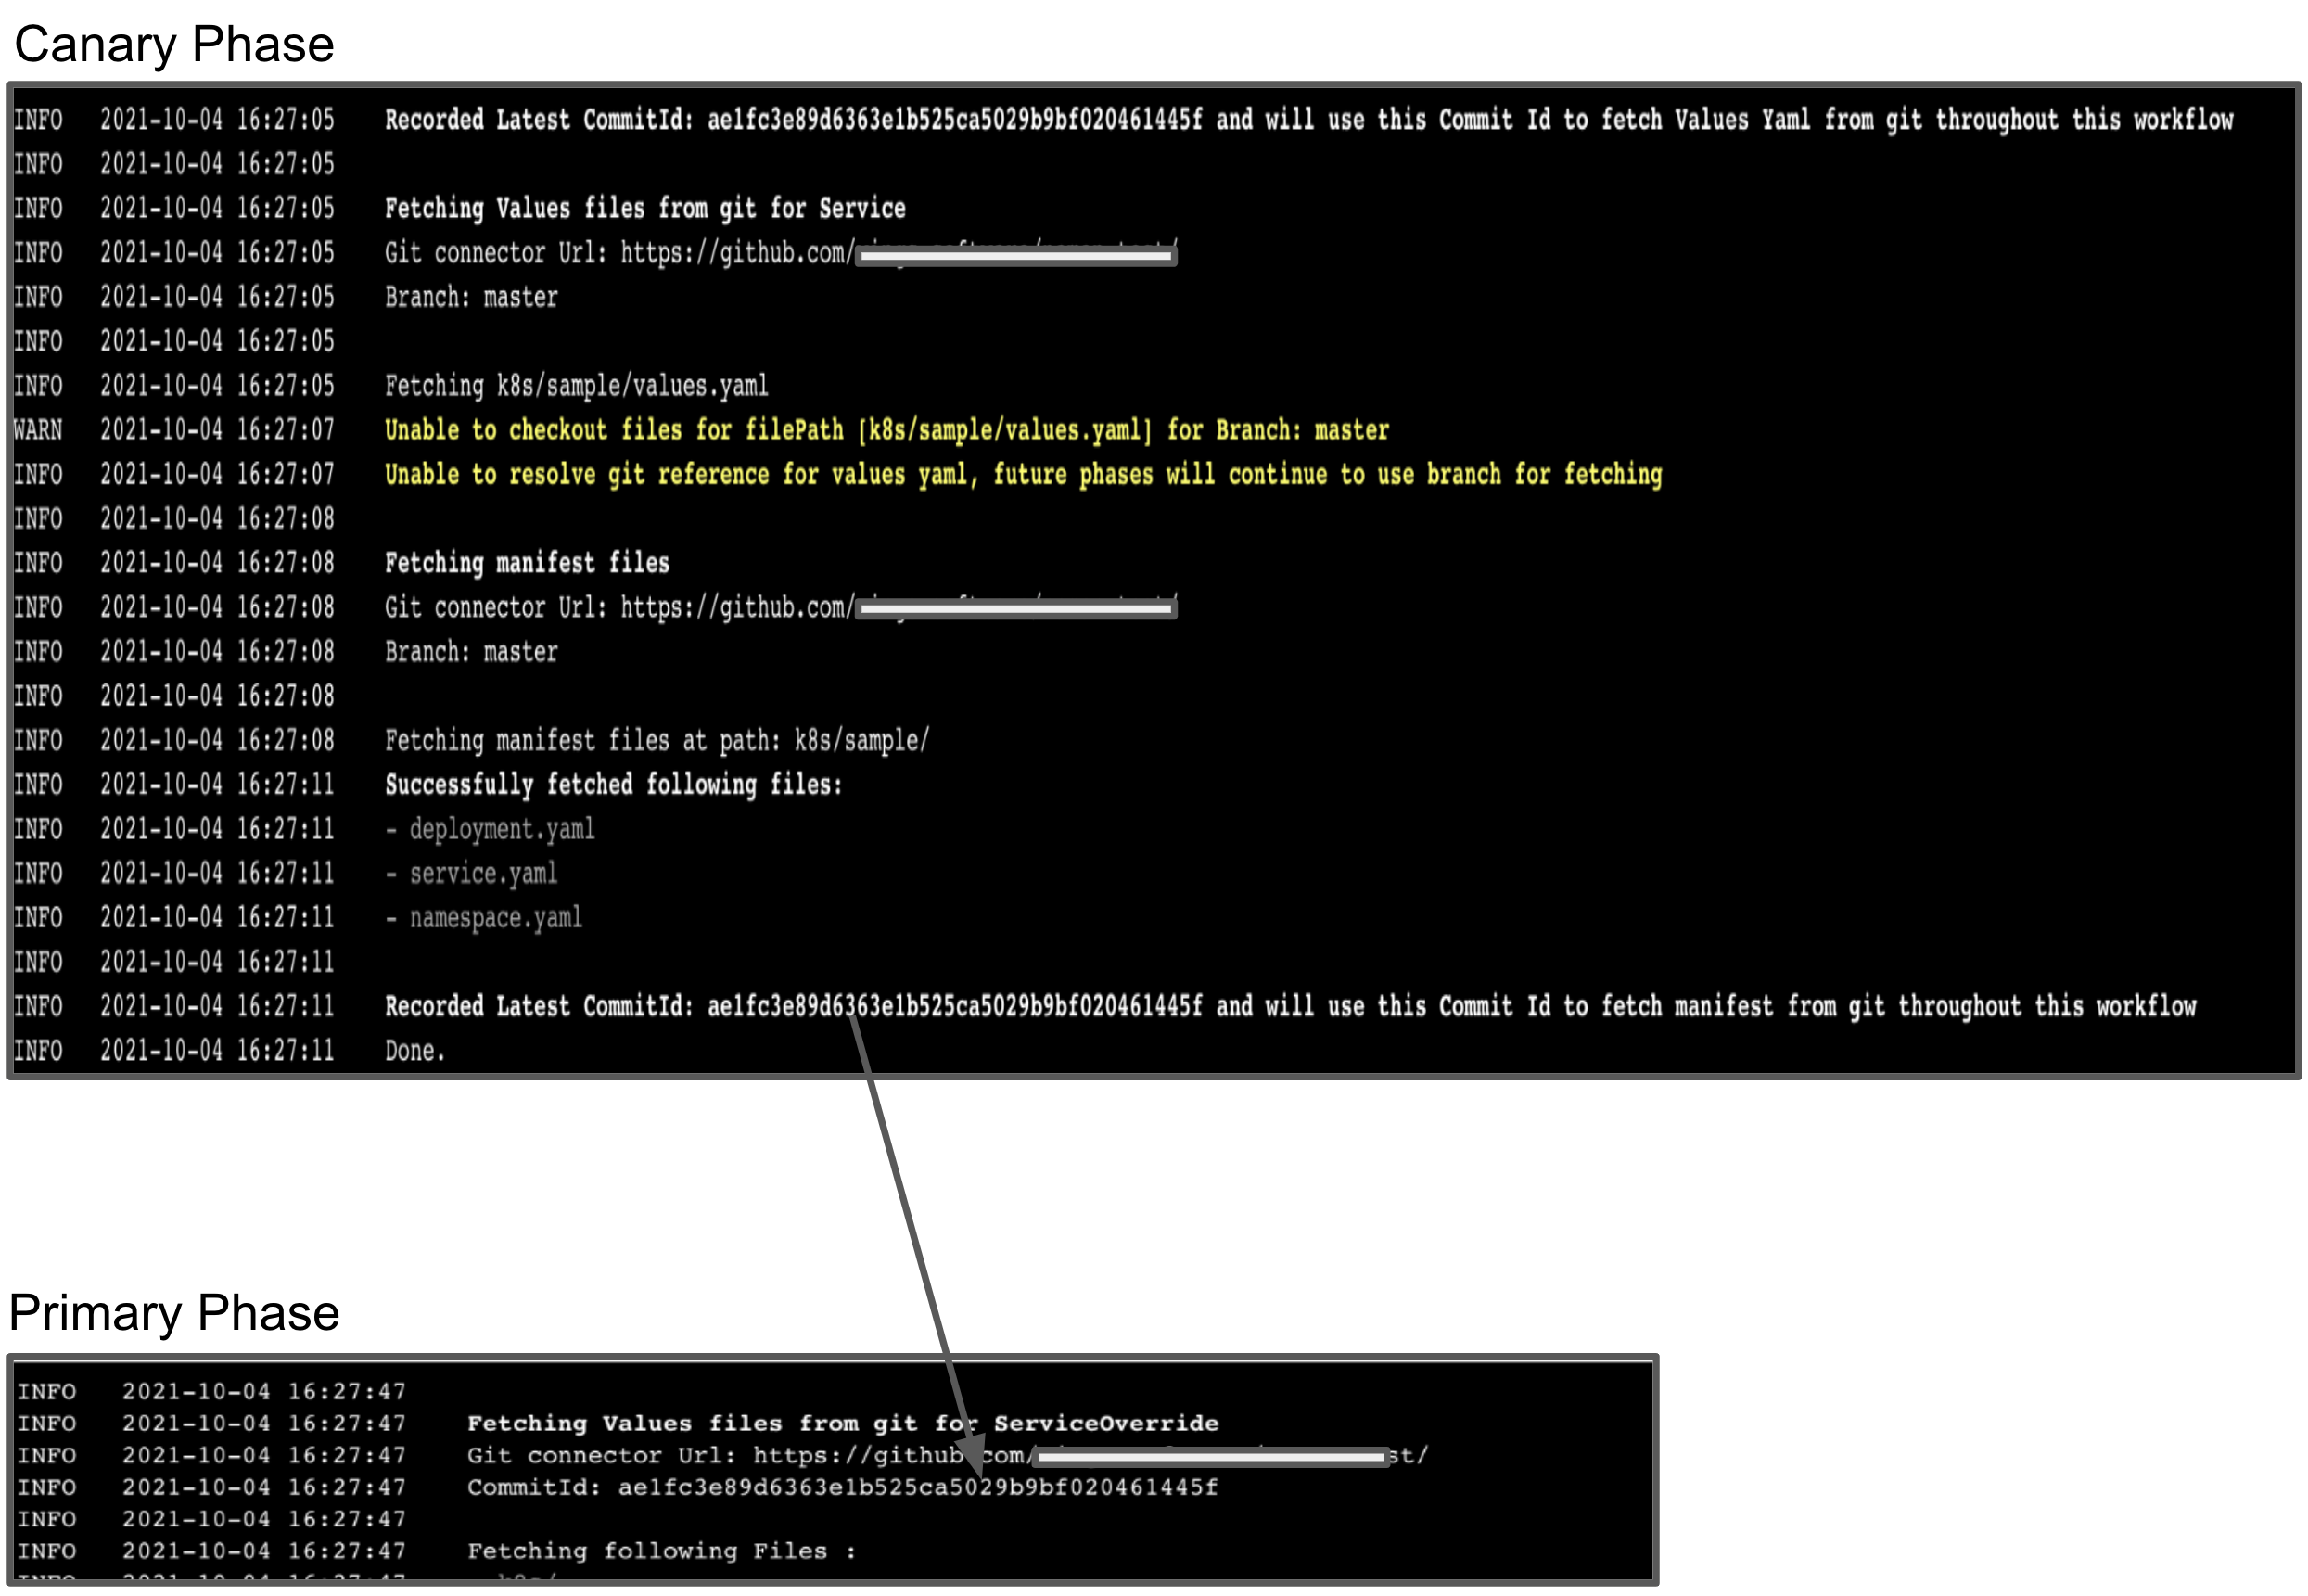 Canary Phase
INFO 2021-10-04 16:27:05 Recorded Latest CommitId: ae1fc3e89d6363e1b525ca5029b9bf020461445f and will use this Commit Id to fetch Values Yaml from git throughout this workflow
INFO 2021-10-04 16:27:05
INFO 2021-10-04 16:27:05 Fetching Values files from git for Service
INFO 2021-10-04 16:27:05 Git connector Url: https://github.com/
INFO 2021-10-04 16:27:05 Branch: master
INFO 2021-10-04 16:27:05
INFO 2021-10-04 16:27:05 Fetching k8s/sample/values.yaml
WARN 2021-10-04 16:27:07 Unable to checkout files for filePath [k8s/sample/values.yaml] for Branch: master
INFO 2021-10-04 16:27:07 Unable to resolve git reference for values yaml, future phases will continue to use branch for fetching
INFO 2021-10-04 16:27:08
INFO 2021-10-04 16:27:08 Fetching manifest files
INFO 2021-10-04 16:27:08 Git connector Url: https://github.com/
INFO 2021-10-04 16:27:08 Branch: master
INFO 2021-10-04 16:27:08
INFO 2021-10-04 16:27:08 Fetching manifest files at path: k8s/sample/
INFO 2021-10-04 16:27:11 Successfully fetched following files:
INFO 2021-10-04 16:27:11 - deployment.yaml
INFO 2021-10-04 16:27:11 - service.yaml
INFO 2021-10-04 16:27:11 - namespace.yaml
INFO 2021-10-04 16:27:11
INFO 2021-10-04 16:27:11 Recorded Latest CommitId: ae1fc3e89d6363e1b525ca5029b9bf020461445f and will use this Commit Id to fetch manifest from git throughout this workflow
INFO 2021-10-04 16:27:11 Done.
Primary Phase
INFO 2021-10-04 16:27:47
INFO 2021-10-04 16:27:47 Fetching Values files from git for ServiceOverride
INFO 2021-10-04 16:27:47 Git connector Url: https://github.com/ st/
INFO 2021-10-04 16:27:47 CommitId: ae1fc3e89d6363e1b525ca5029b9bf020461445f
INFO 2021-10-04 16:27:47
INFO 2021-10-04 16:27:47 Fetching following Files :